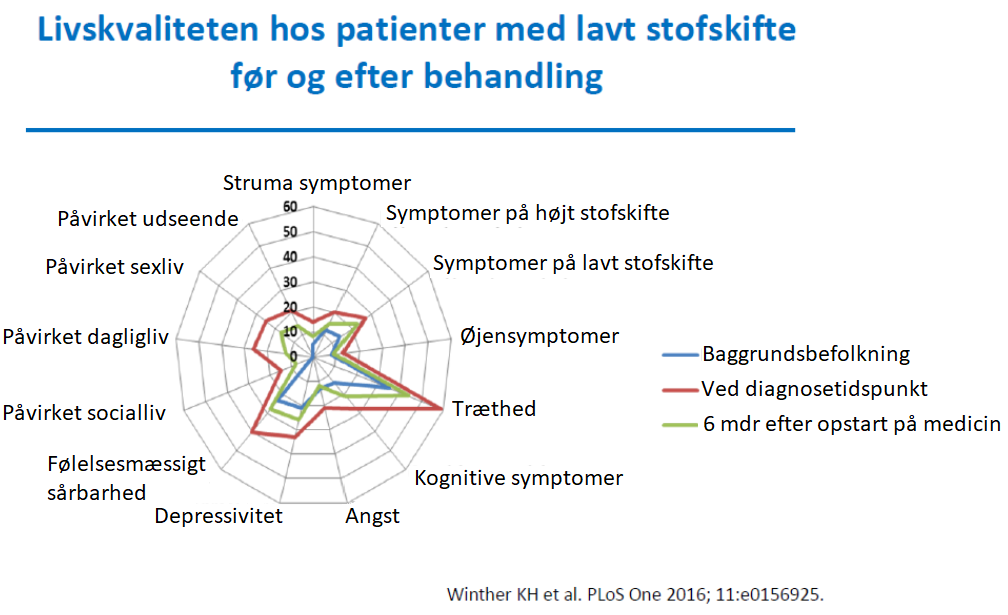 Livskvaliteten hos patienter med lavt stofskifte
før og efter behandling
Struma symptomer
Påvirket udseende
Symptomer på højt stofskifte
Påvirket sexliv
Symptomer på lavt stofskifte
Påvirket dagligliv
Øjensymptomer
Påvirket socialliv
Træthed
Følelsesmæssigt
sårbarhed
Kognitive symptomer
Depressivitet
Angst
60
50
40
30
20
10
0
Baggrundsbefolkning
Ved diagnosetidspunkt
6 mdr efter opstart på medicin
Winther KH et al. PLoS One 2016; 11:e0156925.